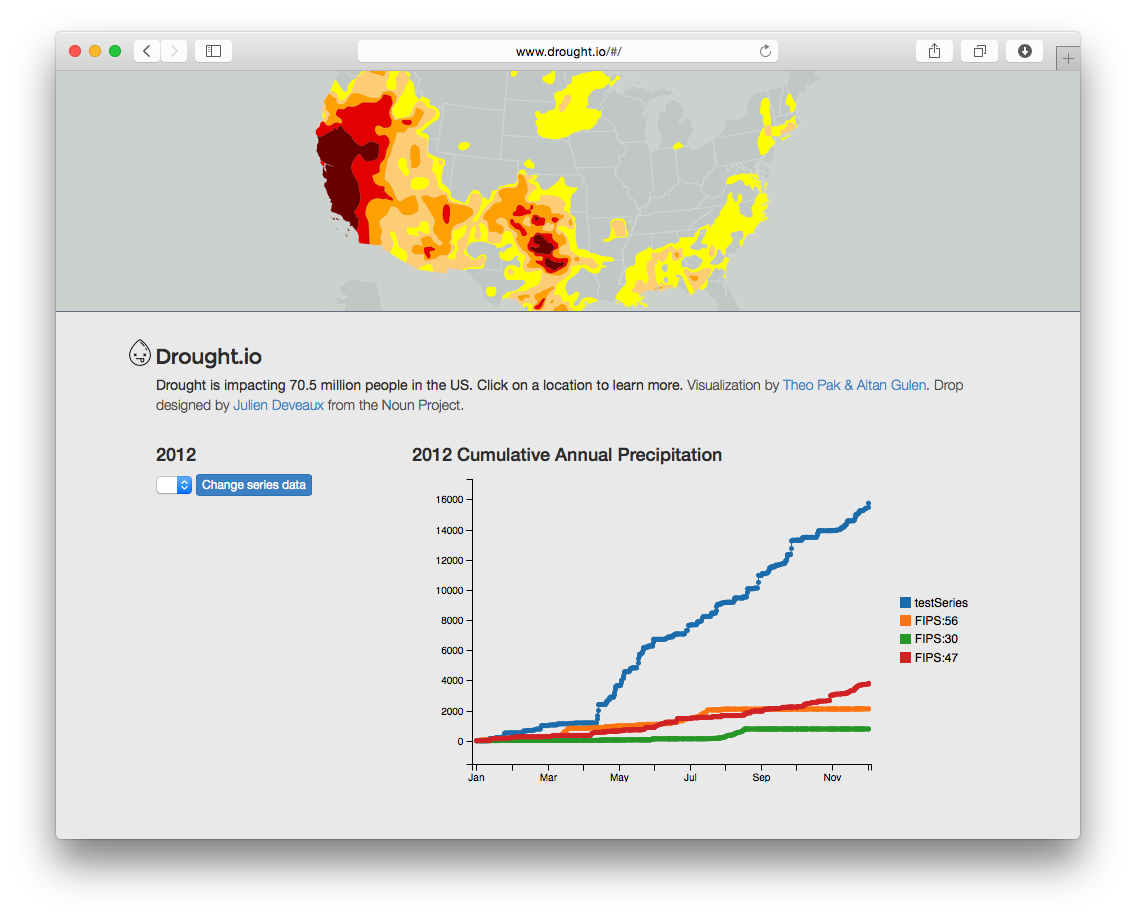 www.drought.io/#/
Drought.io
Drought is impacting 70.5 million people in the US. Click on a location to learn more. Visualization by Theo Pak & Altan Gulen. Drop
designed by Julien Deveaux from the Noun Project.
2012
Change series data
2012 Cumulative Annual Precipitation
16000
14000
12000
10000
8000
6000
4000
2000
0
Jan Mar May Jul Sep Nov
testSeries
FIPS:56
FIPS:30
FIPS:47